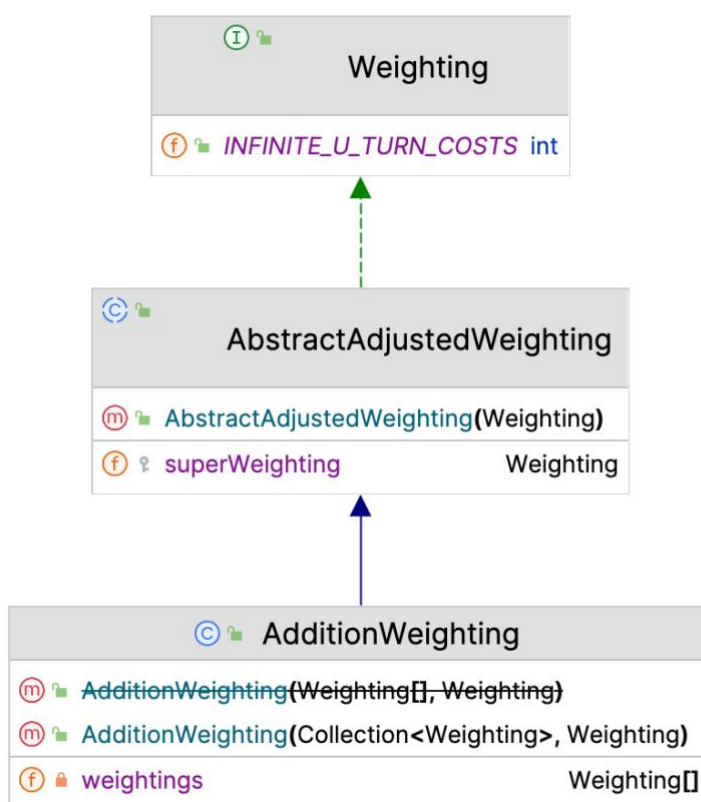 Weighting
INFINITE_U_TURN_COSTS int
AbstractAdjustedWeighting
AbstractAdjustedWeighting(Weighting)
superWeighting Weighting
AdditionWeighting
AdditionWeighting(Weighting[], Weighting)
AdditionWeighting(Collection<Weighting>, Weighting)
weightings Weighting[]